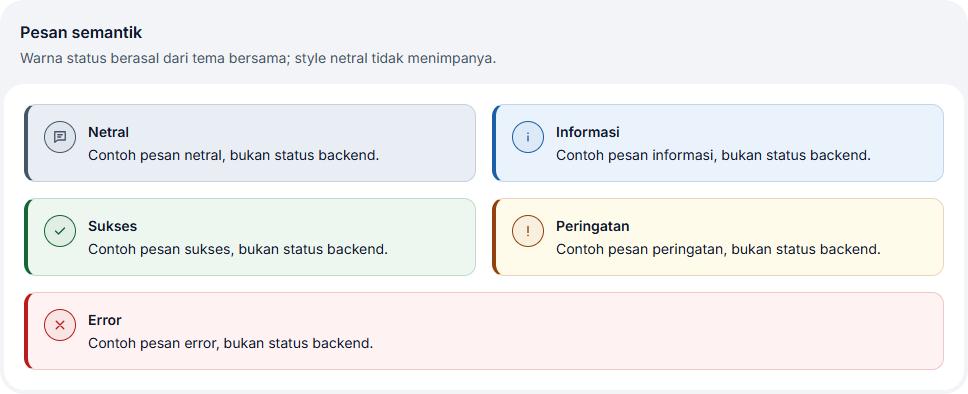 Pesan semantik
Warna status berasal dari tema bersama; style netral tidak menimpanya.
Netral
Contoh pesan netral, bukan status backend.
Informasi
Contoh pesan informasi, bukan status backend.
Sukses
Contoh pesan sukses, bukan status backend.
Peringatan
Contoh pesan peringatan, bukan status backend.
Error
Contoh pesan error, bukan status backend.